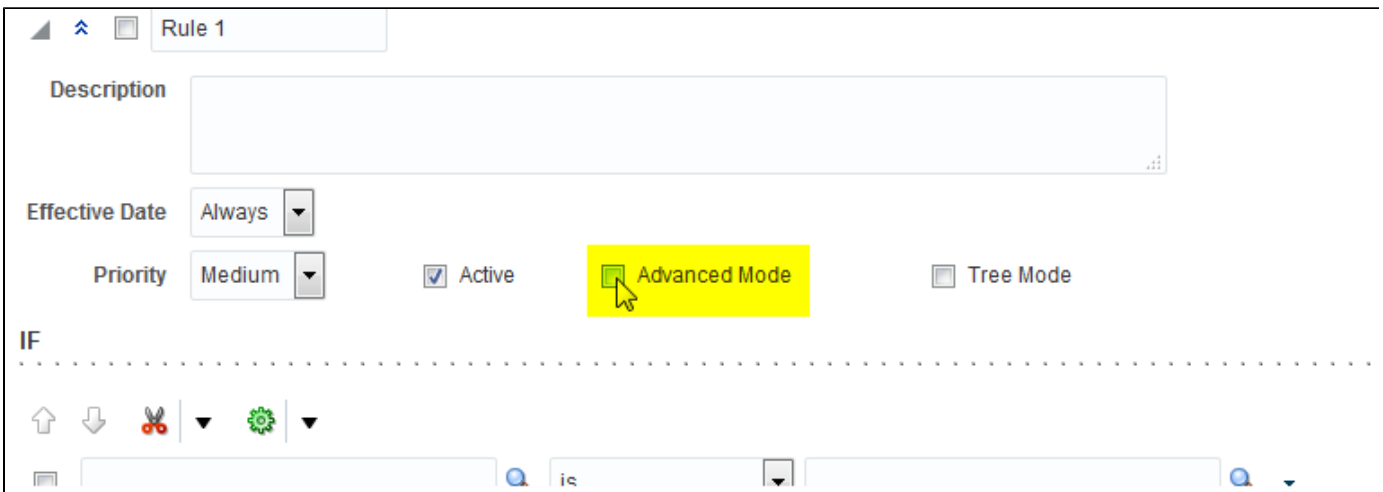 Rule 1
Description
Effective Date Always
Priority Medium Active Advanced Mode Tree Mode
IF
is